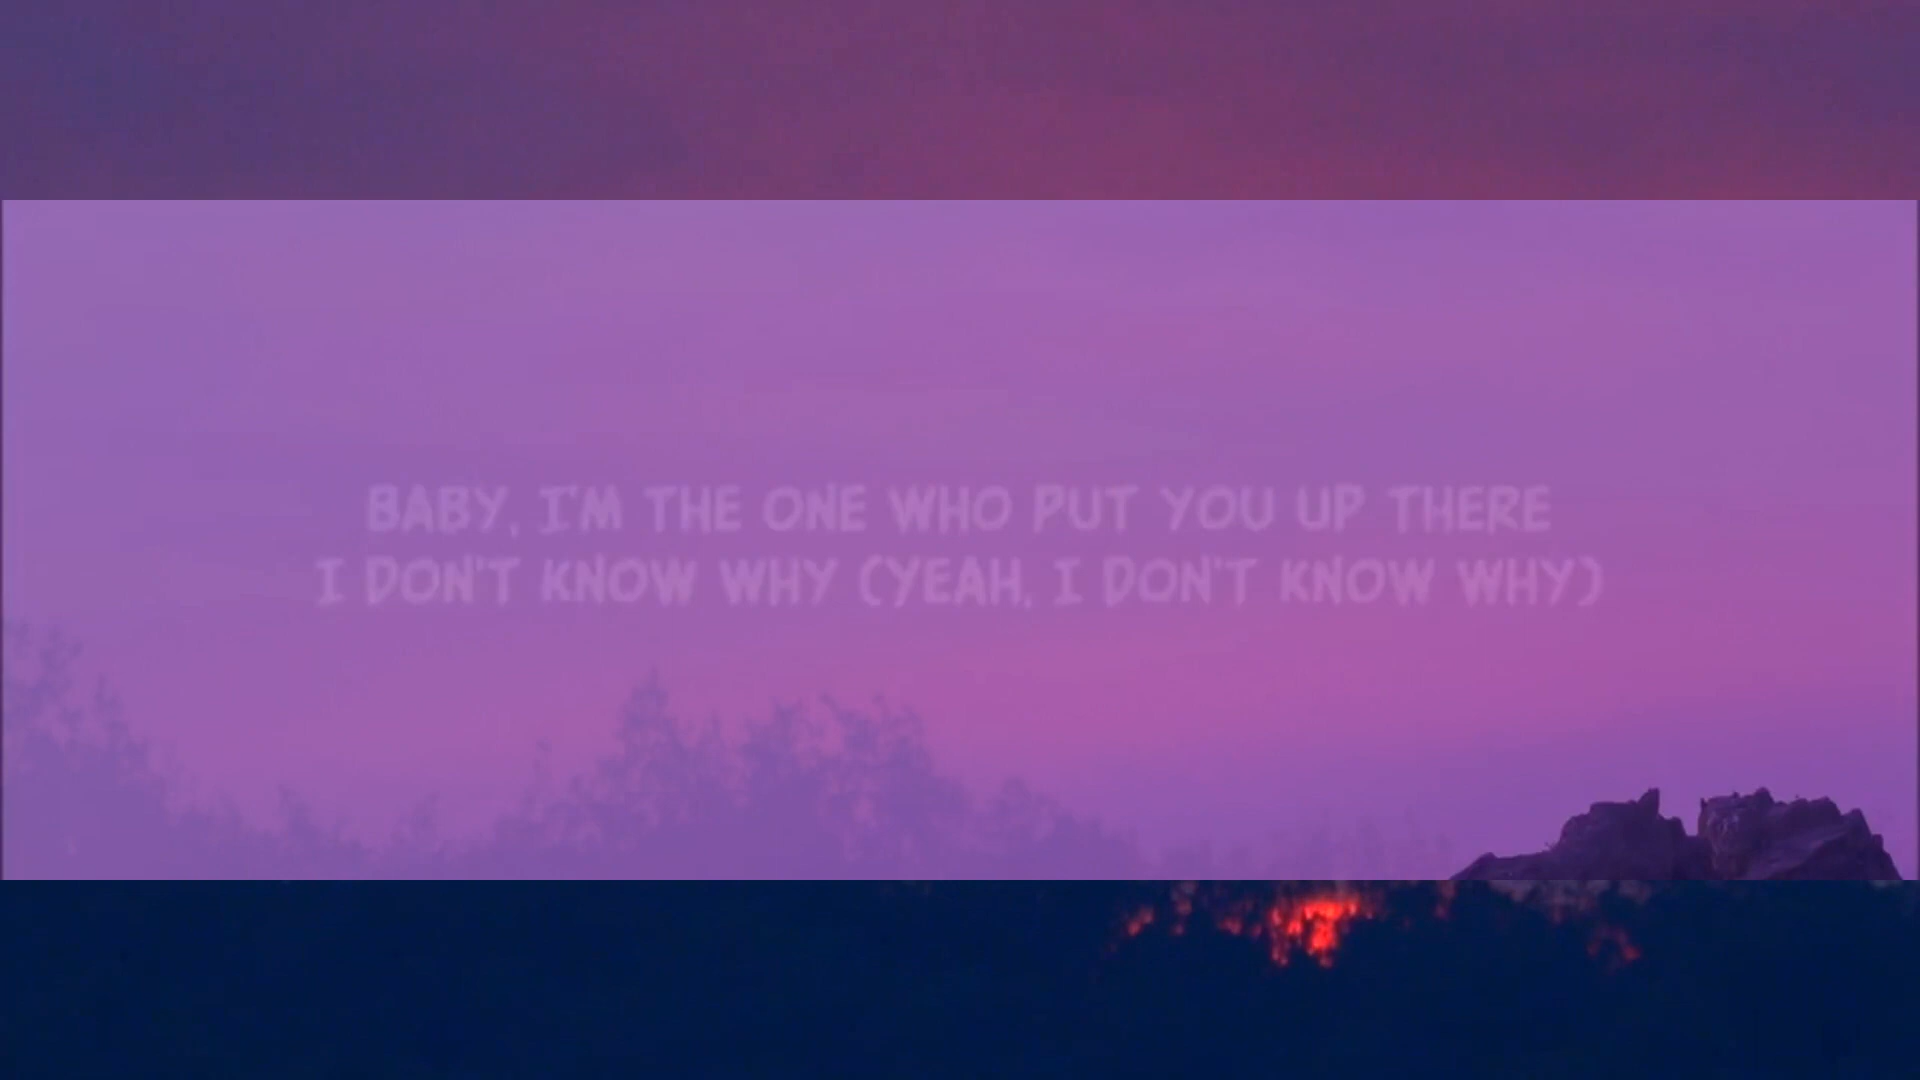 BABY, I'M THE ONE WHO PUT YOU UP THERE
I DON'T KNOW WHY (YEAH, I DON'T KNOW WHY)